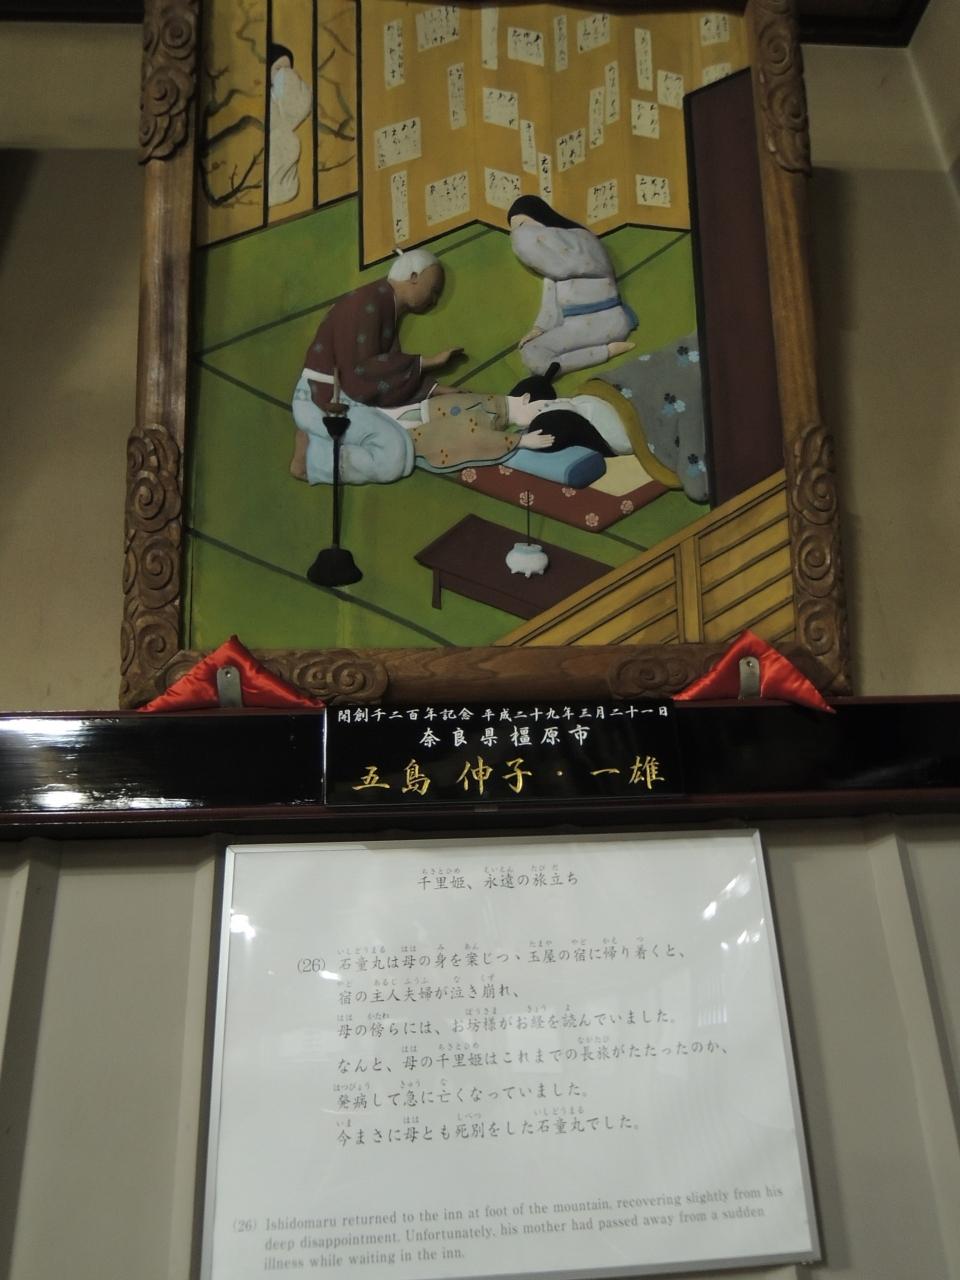 開創千二百年記念 平成二十九年三月二十一日
奈良県橿原市
五島 伸子・一雄
千里姫、永遠の旅立ち
(26) 石童丸は母の身を案じつゝ玉屋の宿に帰り着くと、
宿の主人夫婦が泣き崩れ、
母の傍らには、お坊様がお経を読んでいました。
なんと、母の千里姫はこれまでの長旅がたたったのか、
発病して急に亡くなっていました。
今まさに母とも死別をした石童丸でした。
(26) Ishidomaru returned to the inn at foot of the mountain, recovering slightly from his
deep disappointment. Unfortunately, his mother had passed away from a sudden
illness while waiting in the inn.